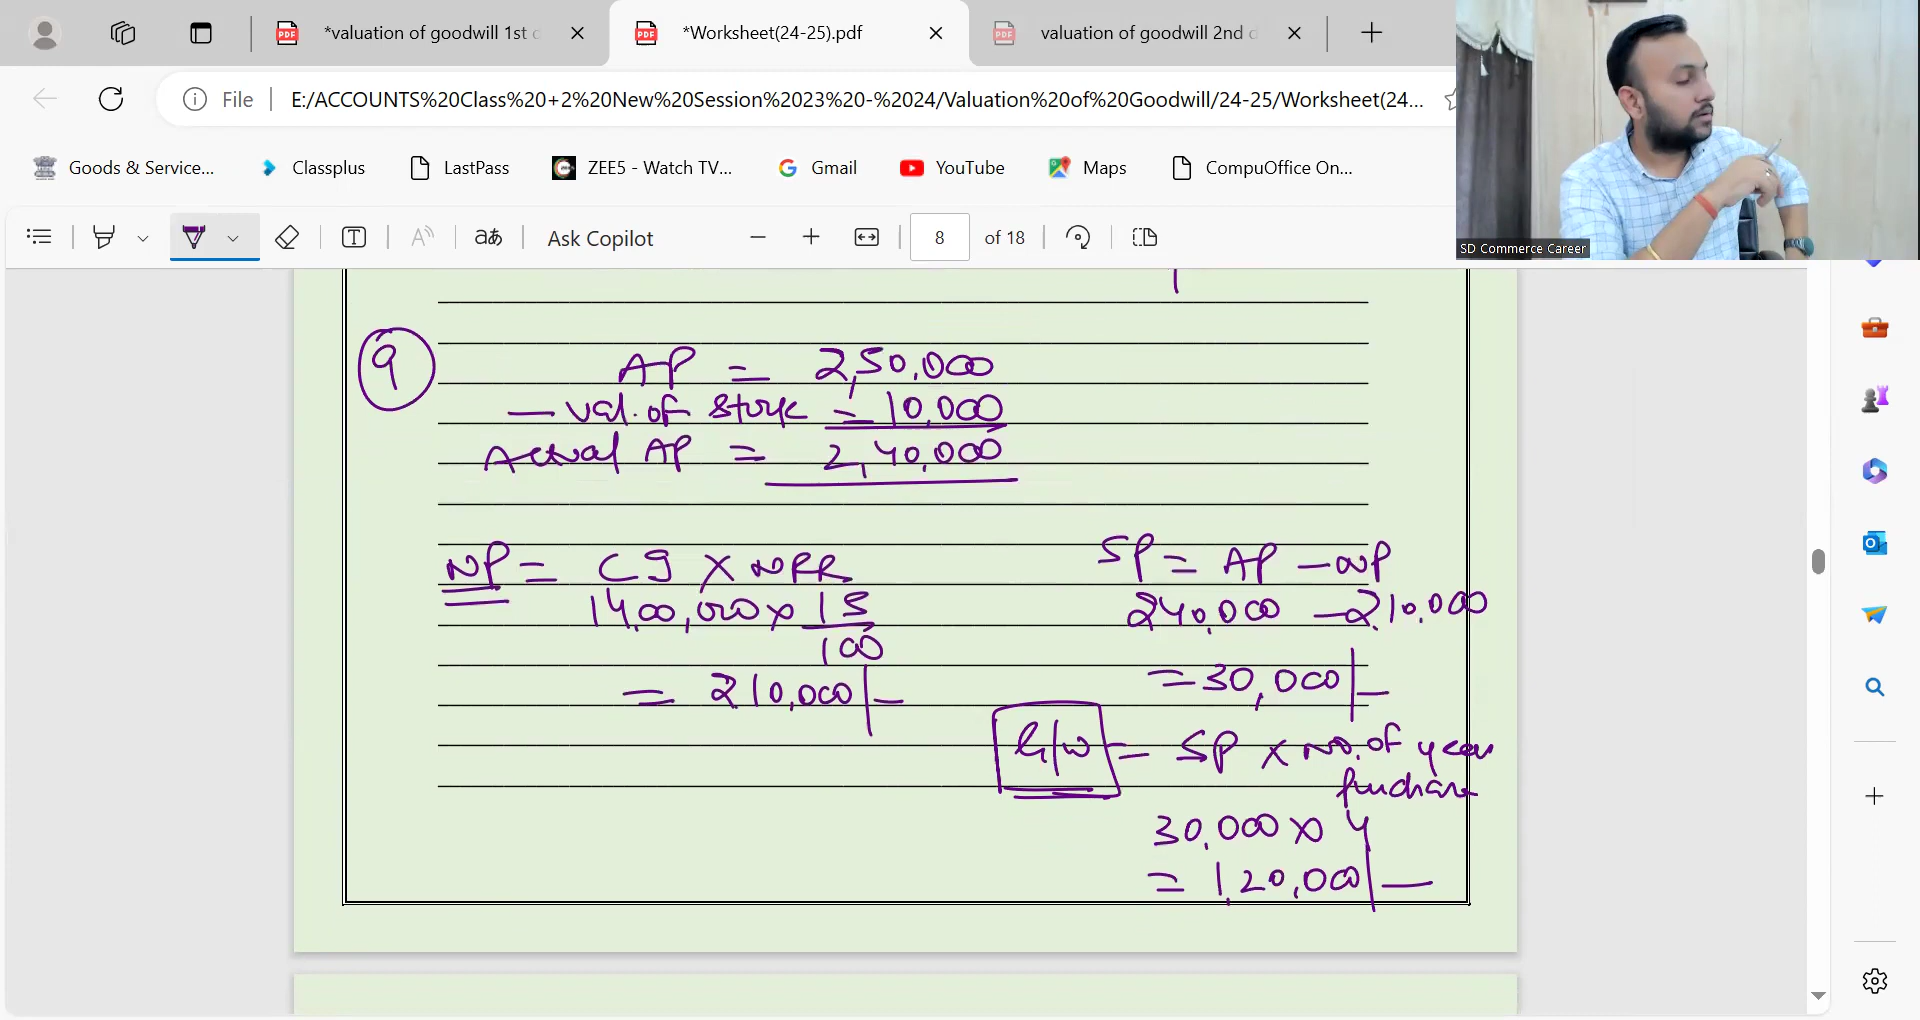 *valuation of goodwill 1st
*Worksheet(24-25).pdf
valuation of goodwill 2nd
File
E:/ACCOUNTS%20Class%20+2%20New%20Session%202023%20-%2024/Valuation%20of%20Goodwill/24-25/Worksheet(24...
Goods & Service...
Classplus
LastPass
ZEE5 - Watch TV...
Gmail
YouTube
Maps
CompuOffice On...
SD Commerce Career
Ask Copilot
8 of 18
9
AP = 2,50,000
— val. of stock = 10,000
Actual AP = 2,40,000
NP = CE X NRR
14,00,000 x 15
100
= 210,000/-
SP = AP - NP
240,000 - 2,10,000
= 30,000/-
G/w = SP x No. of year
purchase
30,000 x 4
= 1,20,000/-